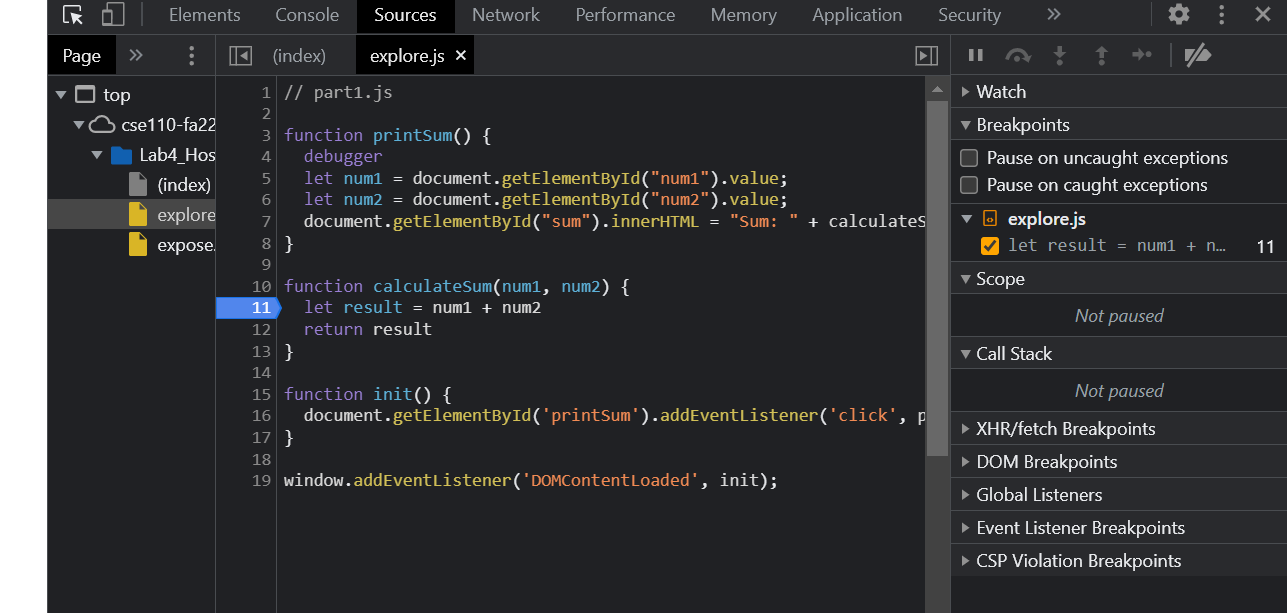 Elements Console Sources Network Performance Memory Application Security »
Page » (index) explore.js ×
top
cse110-fa22
Lab4_Hos
(index)
explore
expose.
1 // part1.js
2
3 function printSum() {
4 debugger
5 let num1 = document.getElementById("num1").value;
6 let num2 = document.getElementById("num2").value;
7 document.getElementById("sum").innerHTML = "Sum: " + calculateS
8 }
9
10 function calculateSum(num1, num2) {
11 let result = num1 + num2
12 return result
13 }
14
15 function init() {
16 document.getElementById('printSum').addEventListener('click', p
17 }
18
19 window.addEventListener('DOMContentLoaded', init);
Watch
Breakpoints
Pause on uncaught exceptions
Pause on caught exceptions
explore.js
let result = num1 + n… 11
Scope
Not paused
Call Stack
Not paused
XHR/fetch Breakpoints
DOM Breakpoints
Global Listeners
Event Listener Breakpoints
CSP Violation Breakpoints